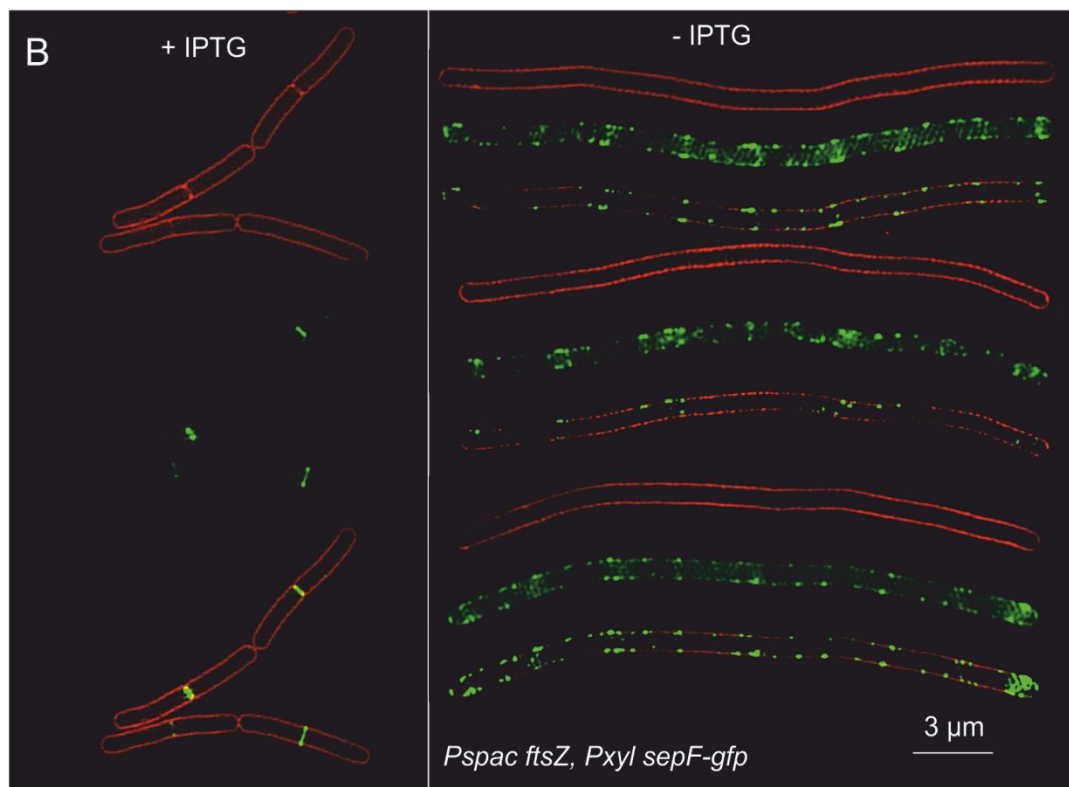 B
+ IPTG
- IPTG
Pspac ftsZ, Pxyl sepF-gfp
3 µm